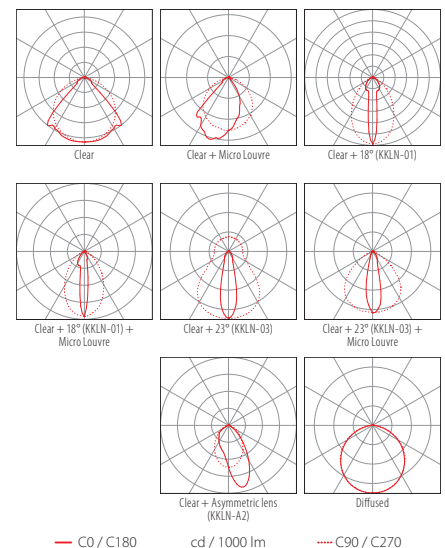 Clear
Clear + Micro Louvre
Clear + 18° (KKLN-01)
Clear + 18° (KKLN-01) +
Micro Louvre
Clear + 23° (KKLN-03)
Clear + 23° (KKLN-03) +
Micro Louvre
Clear + Asymmetric lens
(KKLN-A2)
Diffused
C0 / C180
cd / 1000 lm
C90 / C270